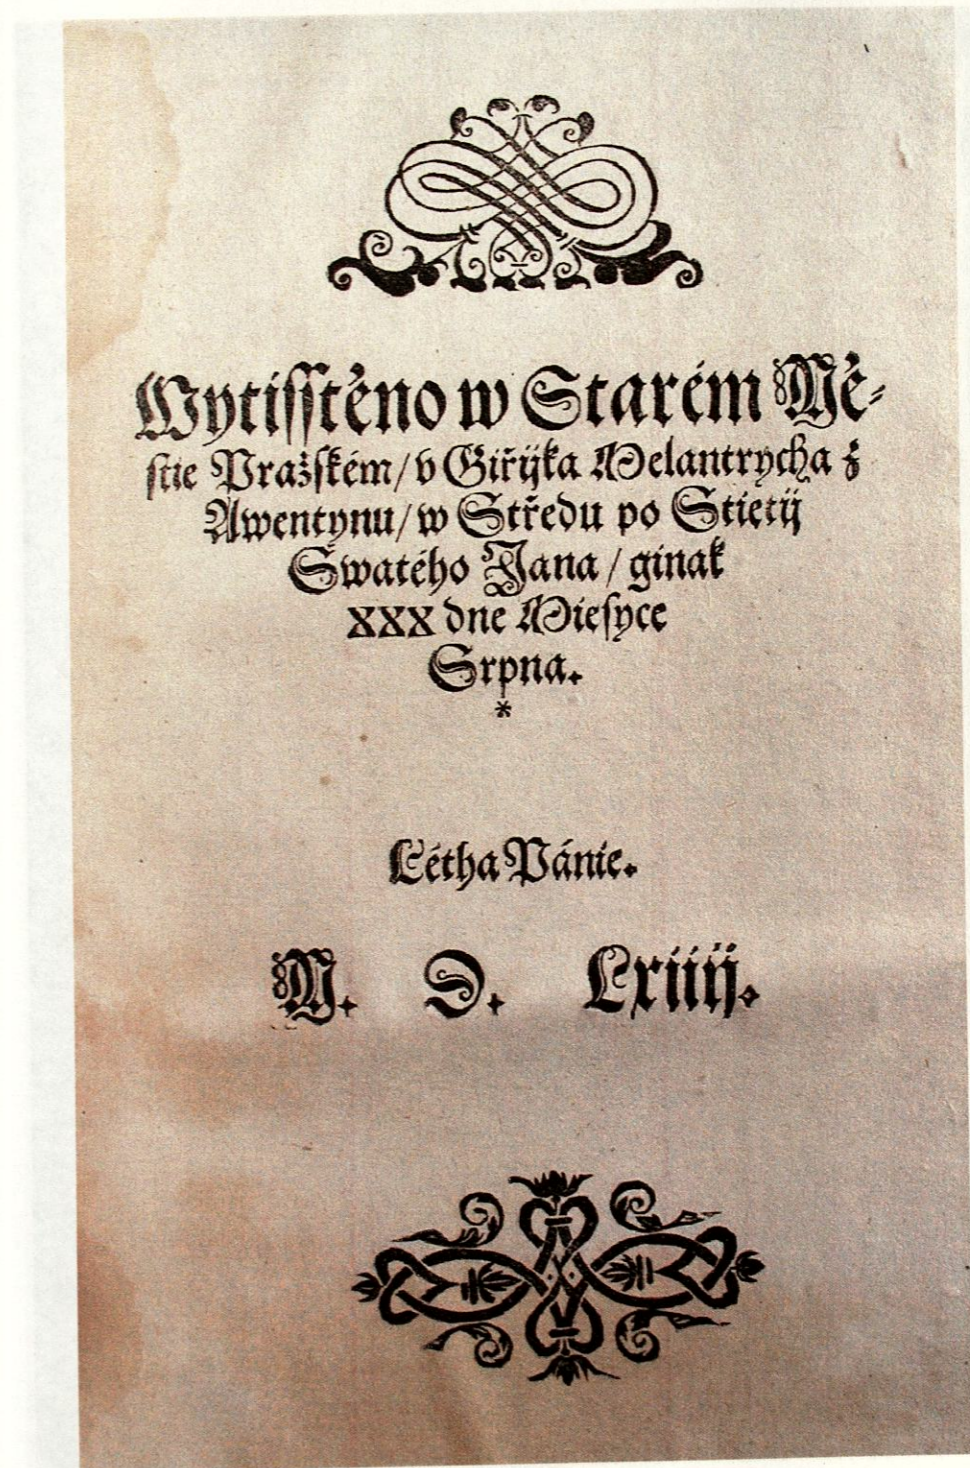 Wytiſſtěno w Starém Mě-
ſtie Pražſkém/ v Giřijka Melantrycha z
Awentynu/ w Středu po Stietij
Swatého Jana / ginak
XXX dne Mieſyce
Srpna.
*
Létha Pánie.
M. D. Lxiiij.